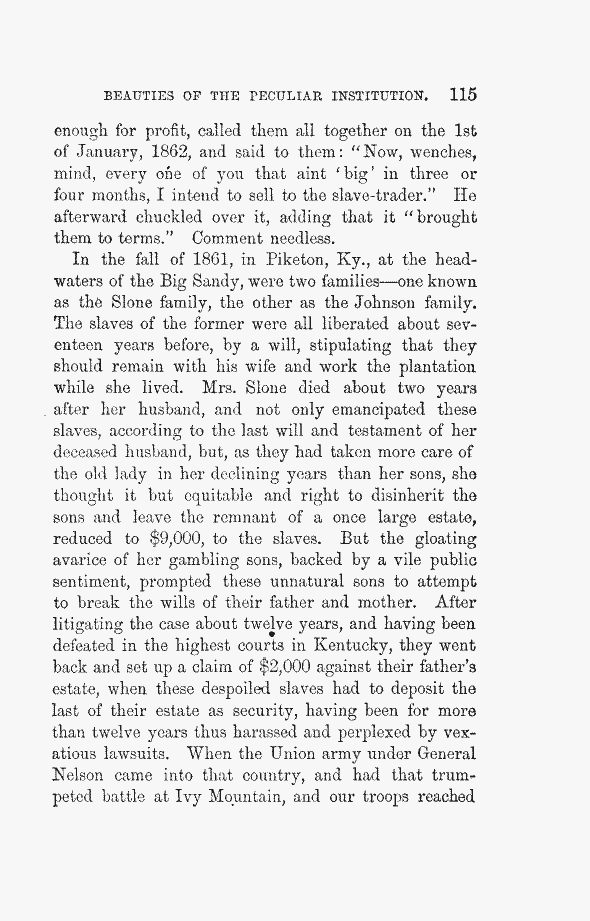 BEAUTIES OF THE PECULIAR INSTITUTION. 115
enough for profit, called them all together on the 1st
of January, 1862, and said to them: “Now, wenches,
mind, every one of you that aint ‘big’ in three or
four months, I intend to sell to the slave-trader.” He
afterward chuckled over it, adding that it “brought
them to terms.” Comment needless.
In the fall of 1861, in Piketon, Ky., at the head-
waters of the Big Sandy, were two families—one known
as the Slone family, the other as the Johnson family.
The slaves of the former were all liberated about sev-
enteen years before, by a will, stipulating that they
should remain with his wife and work the plantation
while she lived. Mrs. Slone died about two years
after her husband, and not only emancipated these
slaves, according to the last will and testament of her
deceased husband, but, as they had taken more care of
the old lady in her declining years than her sons, she
thought it but equitable and right to disinherit the
sons and leave the remnant of a once large estate,
reduced to $9,000, to the slaves. But the gloating
avarice of her gambling sons, backed by a vile public
sentiment, prompted these unnatural sons to attempt
to break the wills of their father and mother. After
litigating the case about twelve years, and having been
defeated in the highest courts in Kentucky, they went
back and set up a claim of $2,000 against their father’s
estate, when these despoiled slaves had to deposit the
last of their estate as security, having been for more
than twelve years thus harassed and perplexed by vex-
atious lawsuits. When the Union army under General
Nelson came into that country, and had that trum-
peted battle at Ivy Mountain, and our troops reached